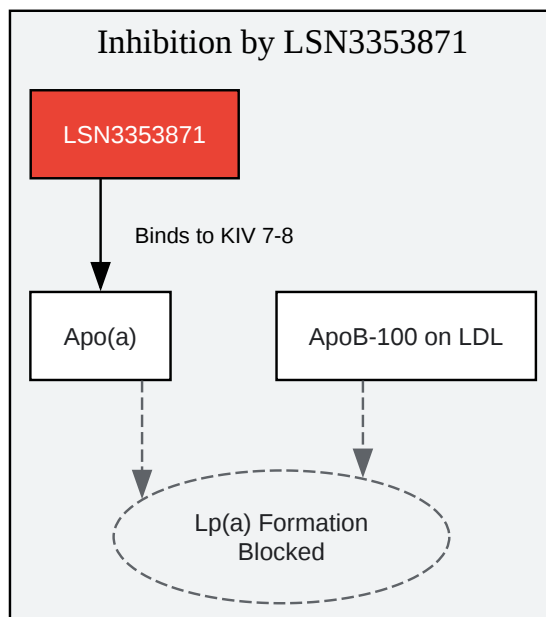 Inhibition by LSN3353871
LSN3353871
Binds to KIV 7-8
Apo(a)
ApoB-100 on LDL
Lp(a) Formation
Blocked